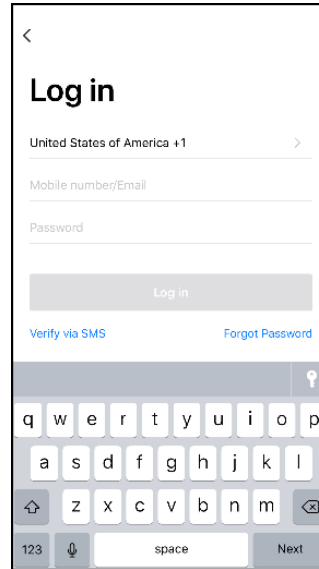 Log in
United States of America +1
Mobile number/Email
Password
Log in
Verify via SMS Forgot Password
q w e r t y u i o p
a s d f g h j k l
z x c v b n m
123 space Next